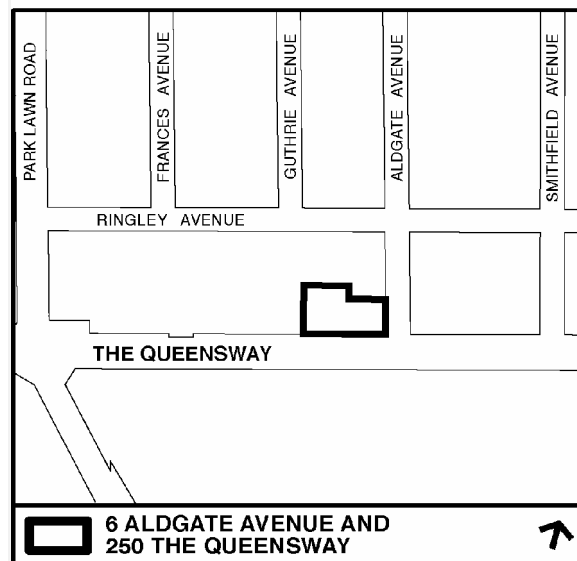 PARK LAWN ROAD
FRANCES AVENUE
GUTHRIE AVENUE
ALDGATE AVENUE
SMITHFIELD AVENUE
RINGLEY AVENUE
THE QUEENSWAY
6 ALDGATE AVENUE AND
250 THE QUEENSWAY